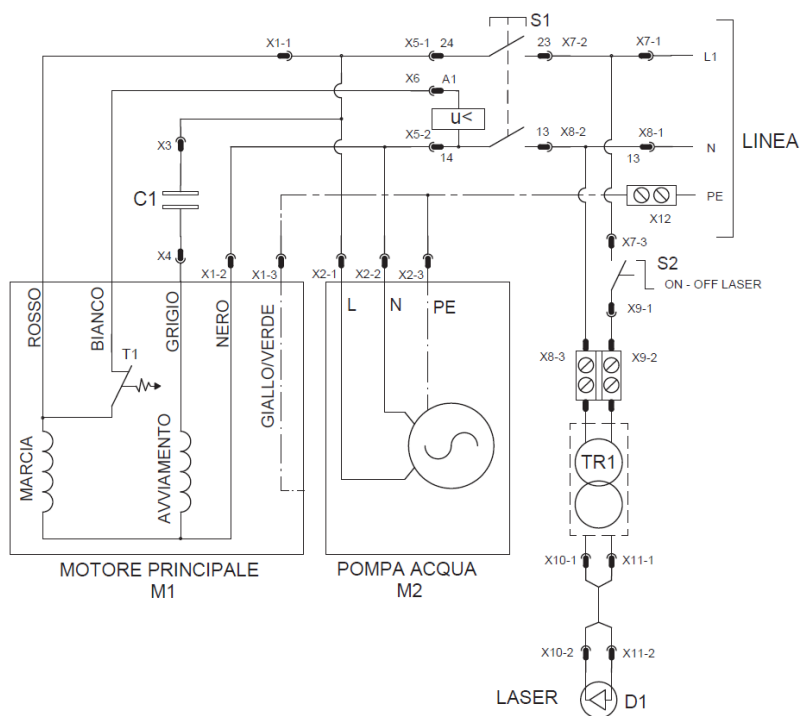 S1
X1-1
X5-1
24
23
X7-2
X7-1
L1
X6
A1
u<
X3
X5-2
14
13
X8-2
X8-1
13
N
LINEA
C1
PE
X12
X4
X1-2
X1-3
X2-1
X2-2
X2-3
X7-3
S2
ON - OFF LASER
X9-1
ROSSO
BIANCO
GRIGIO
NERO
GIALLO/VERDE
L
N
PE
T1
X8-3
X9-2
MARCIA
AVVIAMENTO
TR1
MOTORE PRINCIPALE
M1
POMPA ACQUA
M2
X10-1
X11-1
X10-2
X11-2
LASER
D1